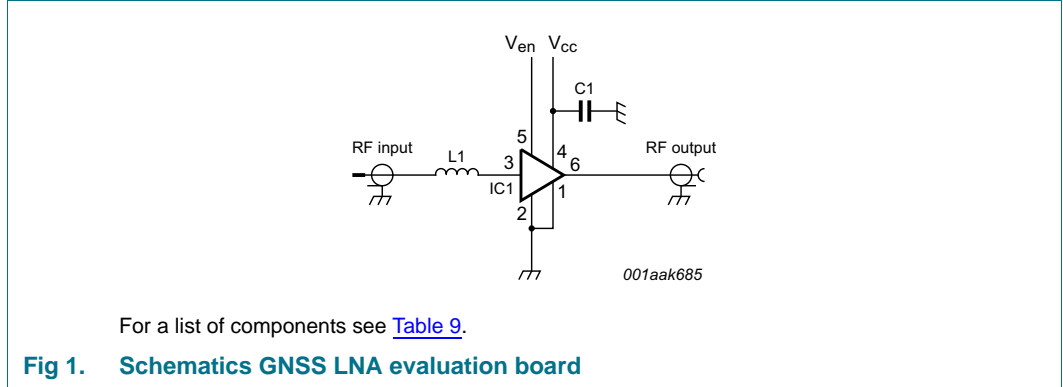 Ven Vcc
C1
5
4
RF input
L1
3
6
RF output
IC1
1
2
001aak685
For a list of components see Table 9.
Fig 1. Schematics GNSS LNA evaluation board